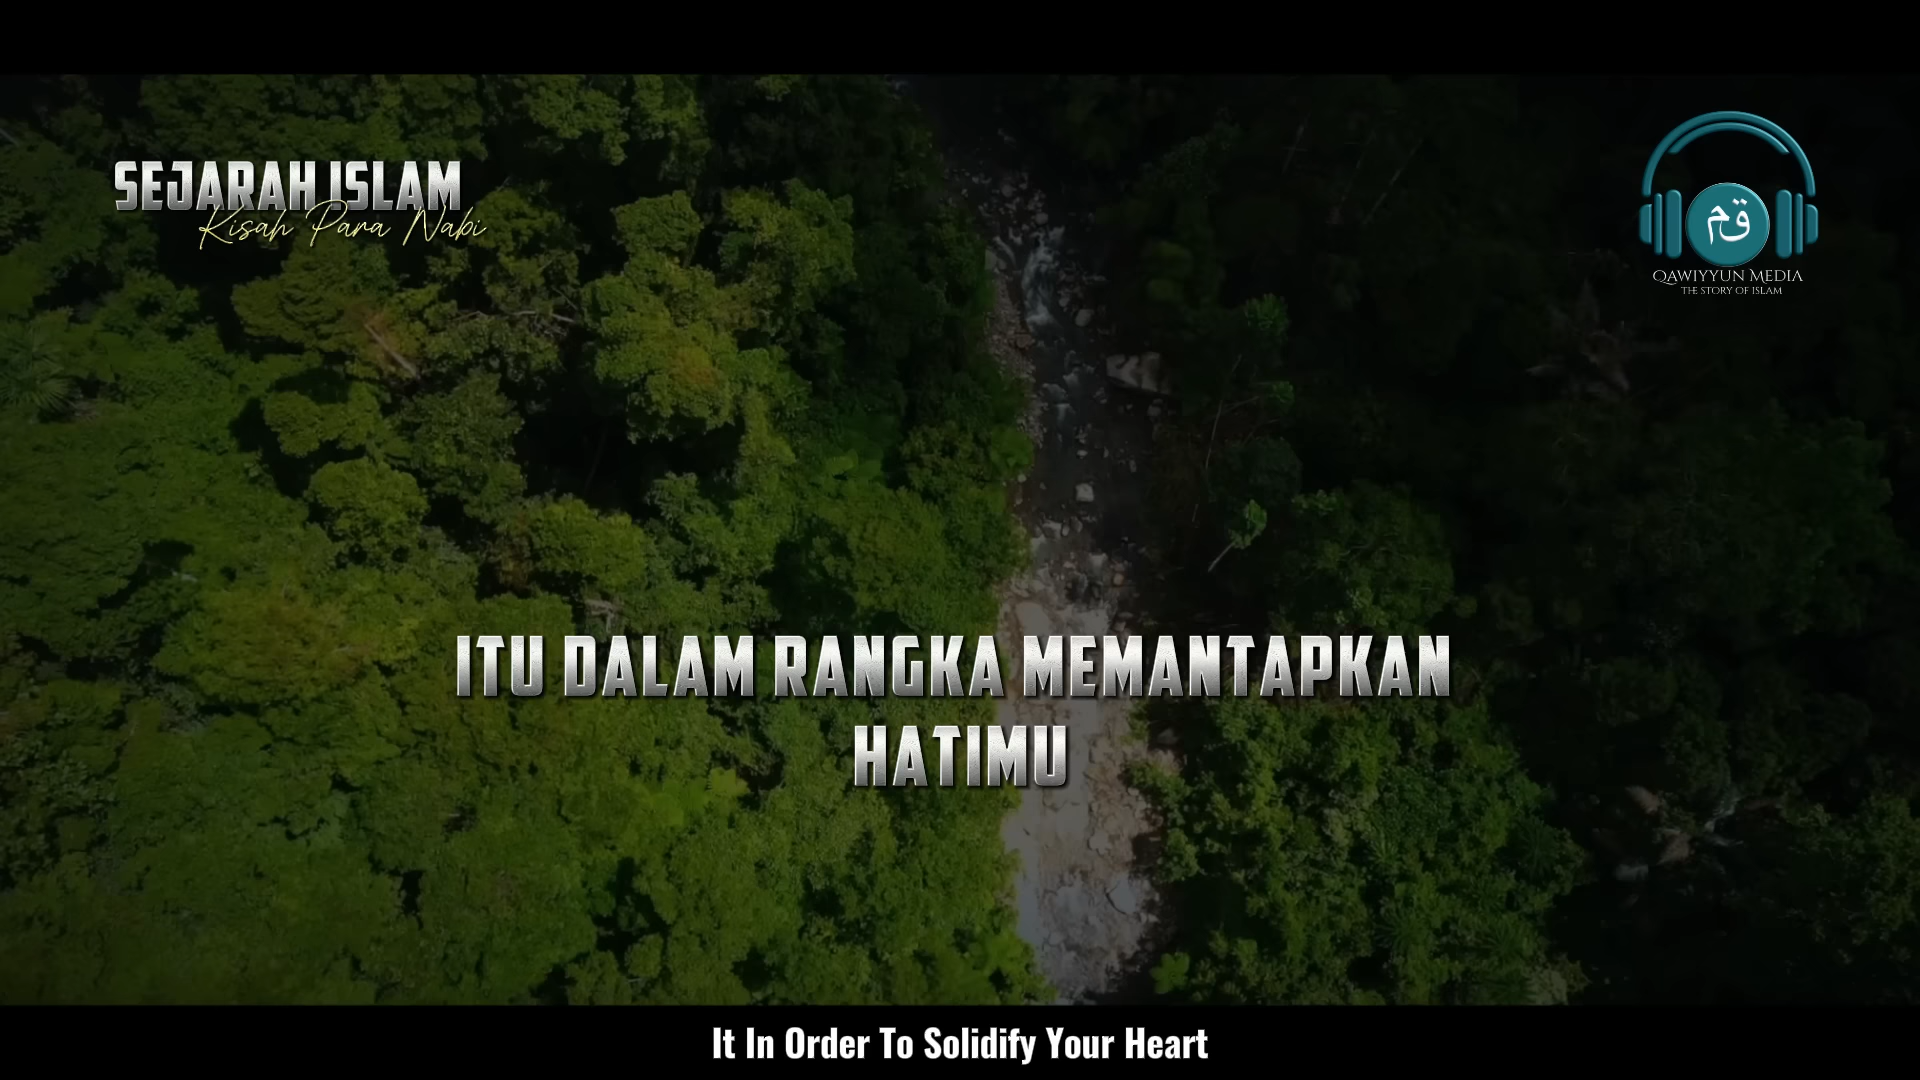 SEJARAH ISLAM
Kisah Para Nabi
قم
QAWIYYUN MEDIA
THE STORY OF ISLAM
ITU DALAM RANGKA MEMANTAPKAN
HATIMU
It In Order To Solidify Your Heart